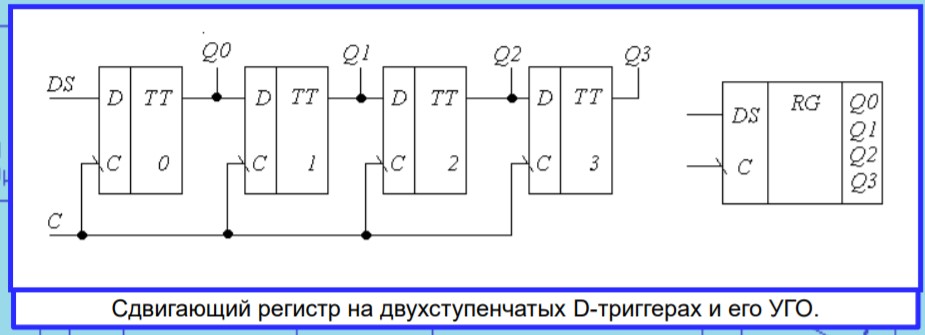 Q0 Q1 Q2 Q3
DS
D TT D TT D TT D TT
DS RG Q0
Q1
C 0 C 1 C 2 C 3
C Q2
Q3
C
Сдвигающий регистр на двухступенчатых D-триггерах и его УГО.